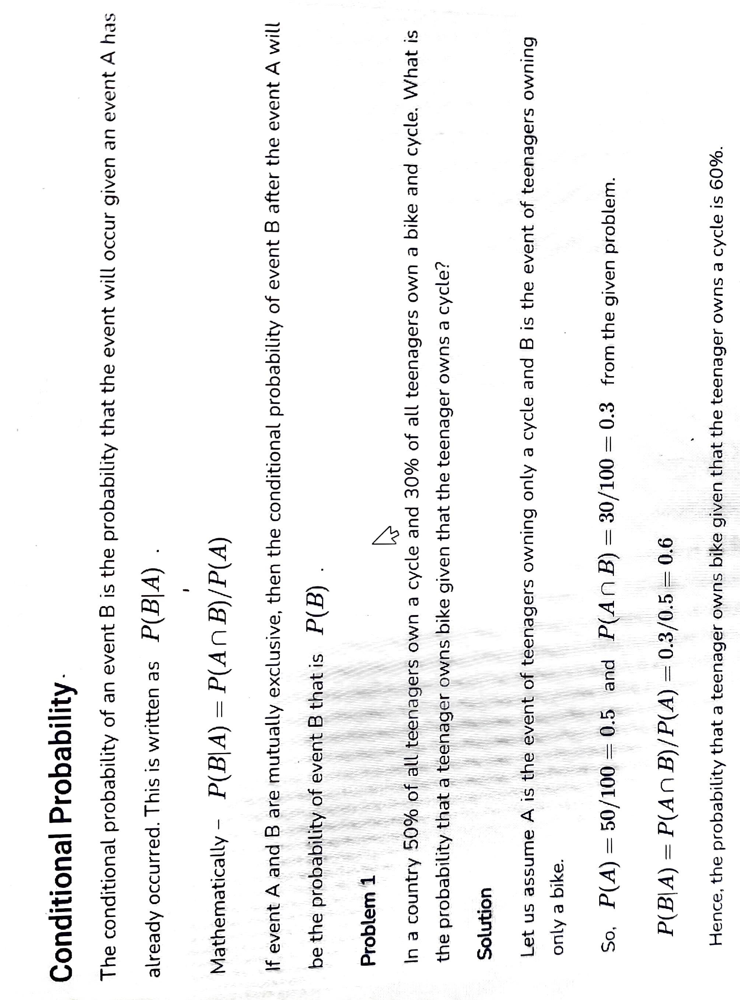 Conditional Probability.
The conditional probability of an event B is the probability that the event will occur given an event A has
already occurred. This is written as P(B|A) .
Mathematically − P(B|A) = P(A ∩ B)/P(A)
If event A and B are mutually exclusive, then the conditional probability of event B after the event A will
be the probability of event B that is P(B) .
Problem 1
In a country 50% of all teenagers own a cycle and 30% of all teenagers own a bike and cycle. What is
the probability that a teenager owns bike given that the teenager owns a cycle?
Solution
Let us assume A is the event of teenagers owning only a cycle and B is the event of teenagers owning
only a bike.
So, P(A) = 50/100 = 0.5 and P(A ∩ B) = 30/100 = 0.3 from the given problem.
P(B|A) = P(A ∩ B)/P(A) = 0.3/0.5 = 0.6
Hence, the probability that a teenager owns bike given that the teenager owns a cycle is 60%.